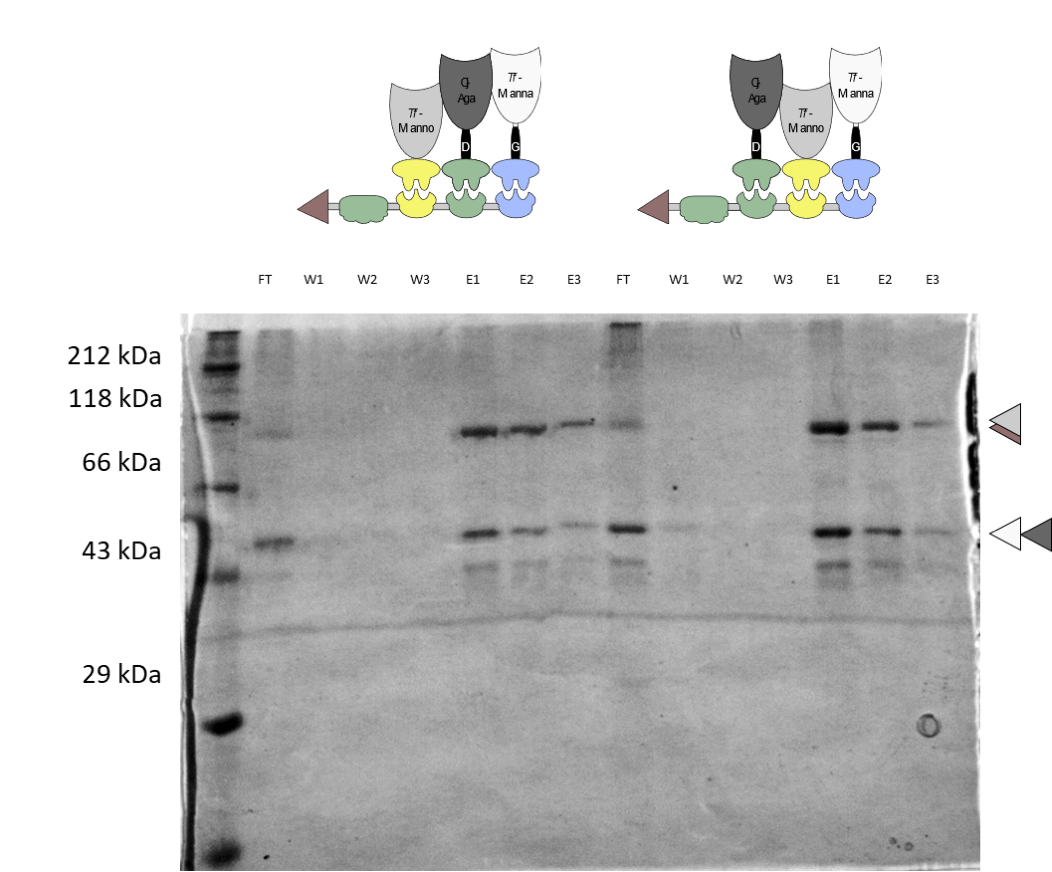 Tf-
Manno
Cj-
Aga
Tf-
Manna
D
G
Cj-
Aga
Tf-
Manno
Tf-
Manna
D
G
FT W1 W2 W3 E1 E2 E3 FT W1 W2 W3 E1 E2 E3
212 kDa
118 kDa
66 kDa
43 kDa
29 kDa